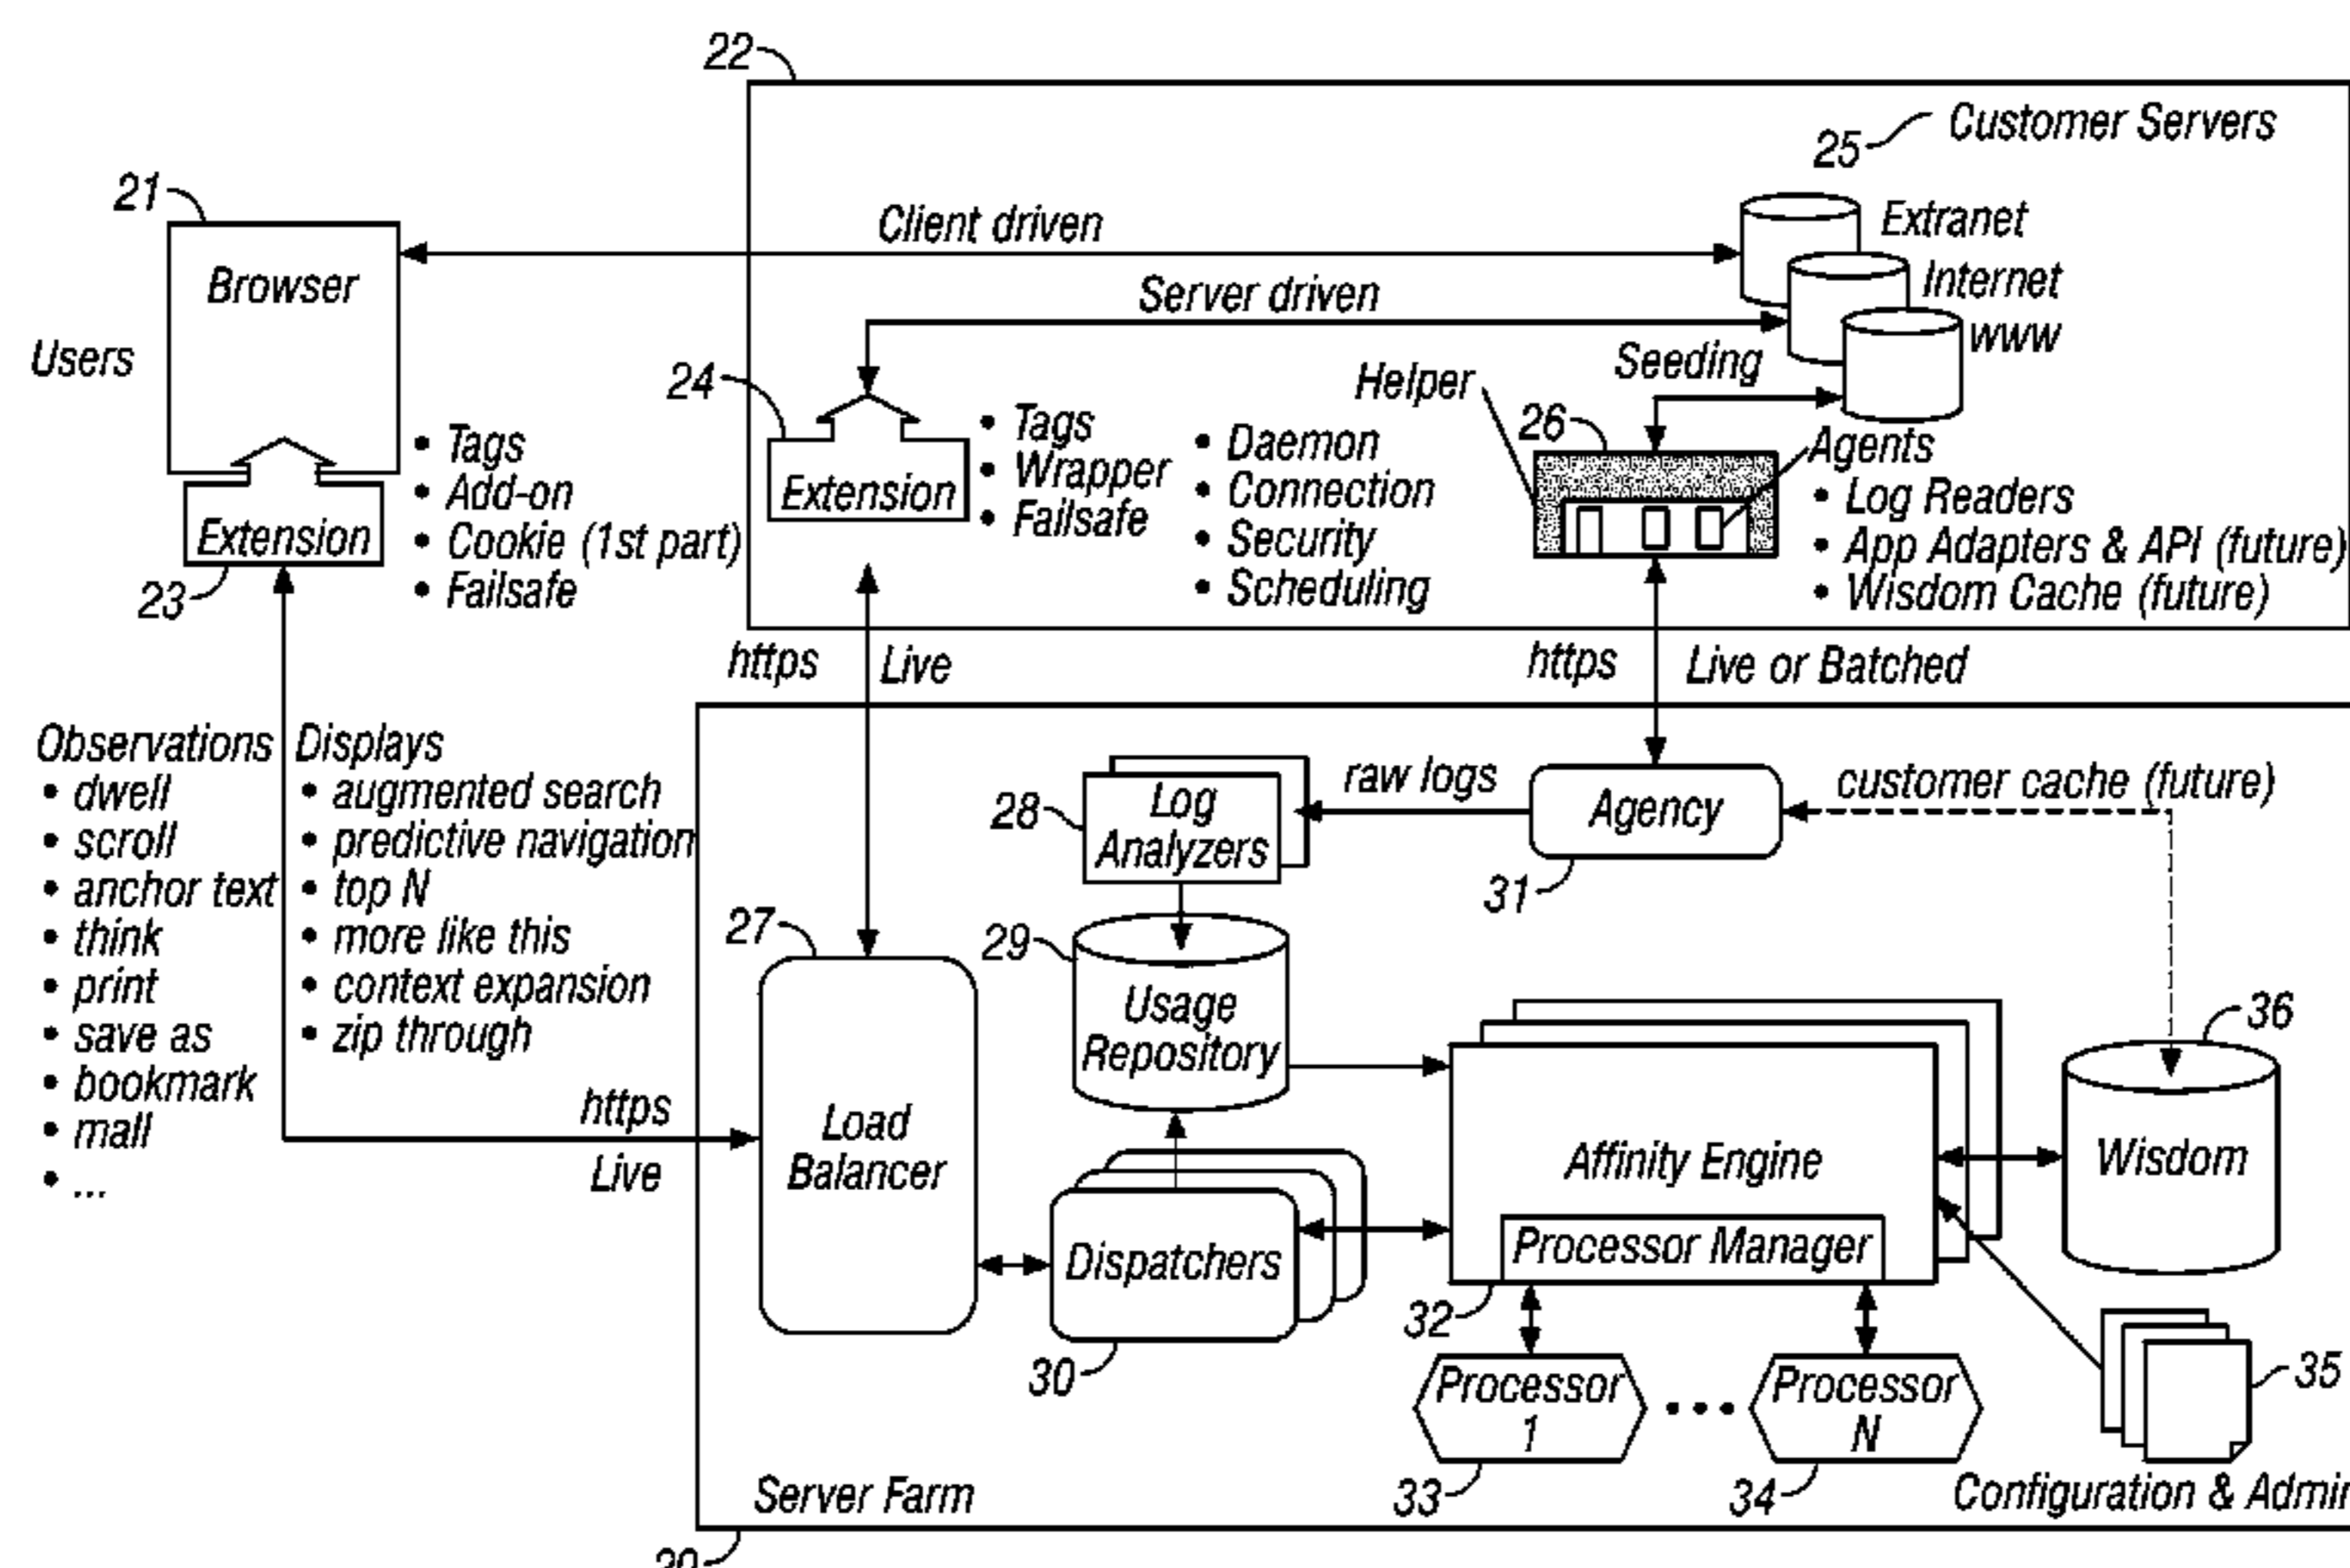 22
25
Customer Servers
21
Client driven
Extranet
Browser
Internet
Server driven
www
Users
24
Helper
Seeding
26
Agents
• Tags
• Add-on
• Cookie (1st part)
• Failsafe
Extension
23
Extension
• Tags
• Wrapper
• Failsafe
• Daemon
• Connection
• Security
• Scheduling
• Log Readers
• App Adapters & API (future)
• Wisdom Cache (future)
https
Live
https
Live or Batched
Observations
• dwell
• scroll
• anchor text
• think
• print
• save as
• bookmark
• mall
• ...
Displays
• augmented search
• predictive navigation
• top N
• more like this
• context expansion
• zip through
https
Live
28
Log
Analyzers
raw logs
Agency
31
customer cache (future)
27
Load
Balancer
29
Usage
Repository
36
Wisdom
Affinity Engine
Processor Manager
32
Dispatchers
30
Processor
1
33
• • •
Processor
N
34
35
Configuration & Admin
Server Farm